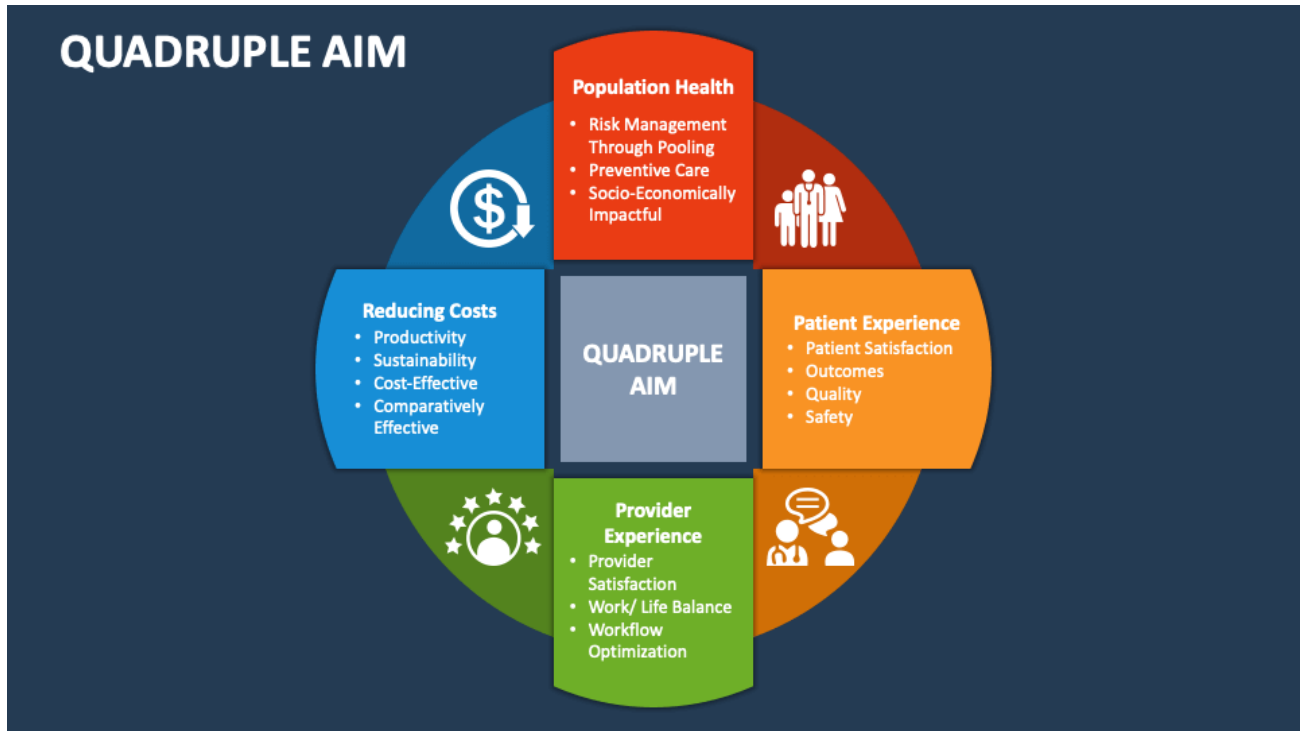 QUADRUPLE AIM
Population Health
• Risk Management
Through Pooling
• Preventive Care
• Socio-Economically
Impactful
$
Reducing Costs
• Productivity
• Sustainability
• Cost-Effective
• Comparatively
Effective
QUADRUPLE
AIM
Patient Experience
• Patient Satisfaction
• Outcomes
• Quality
• Safety
Provider
Experience
• Provider
Satisfaction
• Work/ Life Balance
• Workflow
Optimization